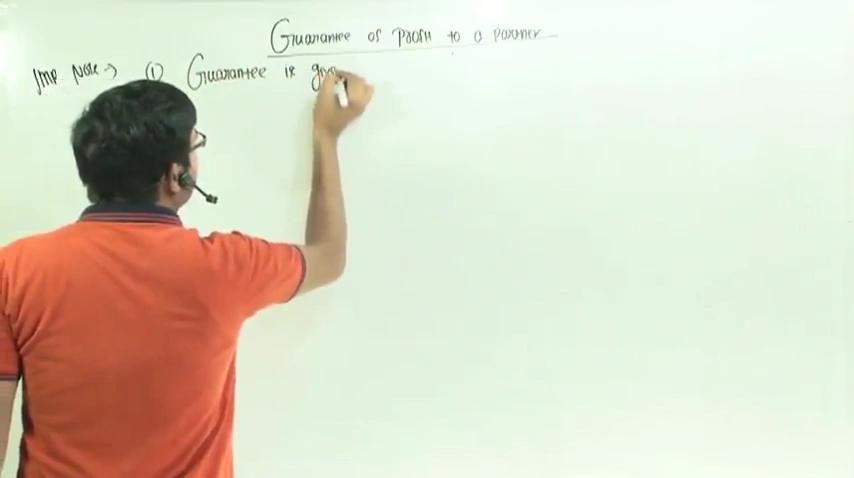 Guarantee of Profit to a Partner
Imp Note → ① Guarantee is